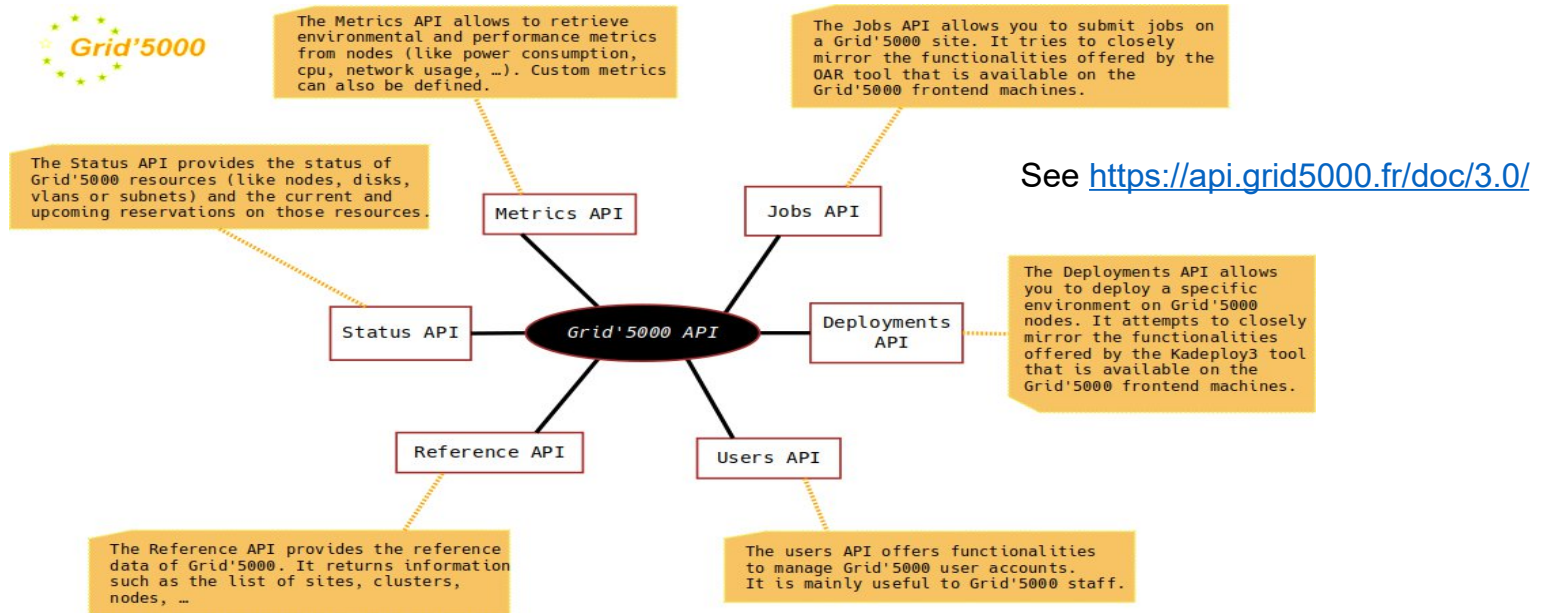 Grid'5000
The Metrics API allows to retrieve
environmental and performance metrics
from nodes (like power consumption,
cpu, network usage, …). Custom metrics
can also be defined.
The Jobs API allows you to submit jobs on
a Grid'5000 site. It tries to closely
mirror the functionalities offered by the
OAR tool that is available on the
Grid'5000 frontend machines.
The Status API provides the status of
Grid'5000 resources (like nodes, disks,
vlans or subnets) and the current and
upcoming reservations on those resources.
See https://api.grid5000.fr/doc/3.0/
Metrics API
Jobs API
Status API
Grid'5000 API
Deployments
API
The Deployments API allows
you to deploy a specific
environment on Grid'5000
nodes. It attempts to closely
mirror the functionalities
offered by the Kadeploy3 tool
that is available on the
Grid'5000 frontend machines.
Reference API
Users API
The Reference API provides the reference
data of Grid'5000. It returns information
such as the list of sites, clusters,
nodes, …
The users API offers functionalities
to manage Grid'5000 user accounts.
It is mainly useful to Grid'5000 staff.